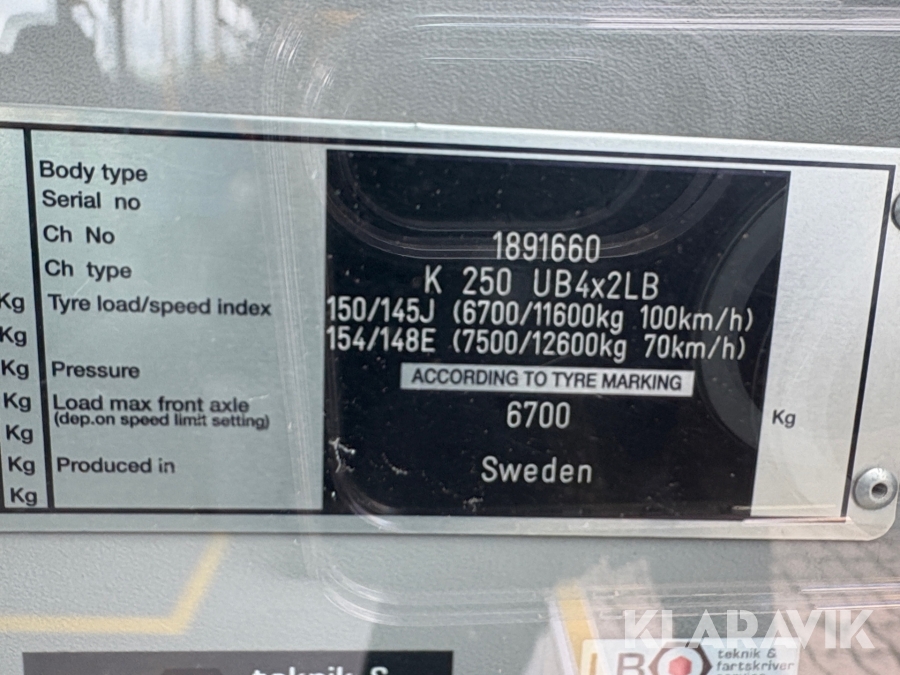 Body type
Serial no
Ch No 1891660
Ch type K 250 UB4x2LB
Kg Tyre load/speed index 150/145J (6700/11600kg 100km/h)
Kg 154/148E (7500/12600kg 70km/h)
Kg Pressure ACCORDING TO TYRE MARKING
Kg Load max front axle 6700 Kg
Kg (dep.on speed limit setting)
Kg Produced in Sweden
Kg
KLARAVIK
teknik &
teknik &
fartskriver